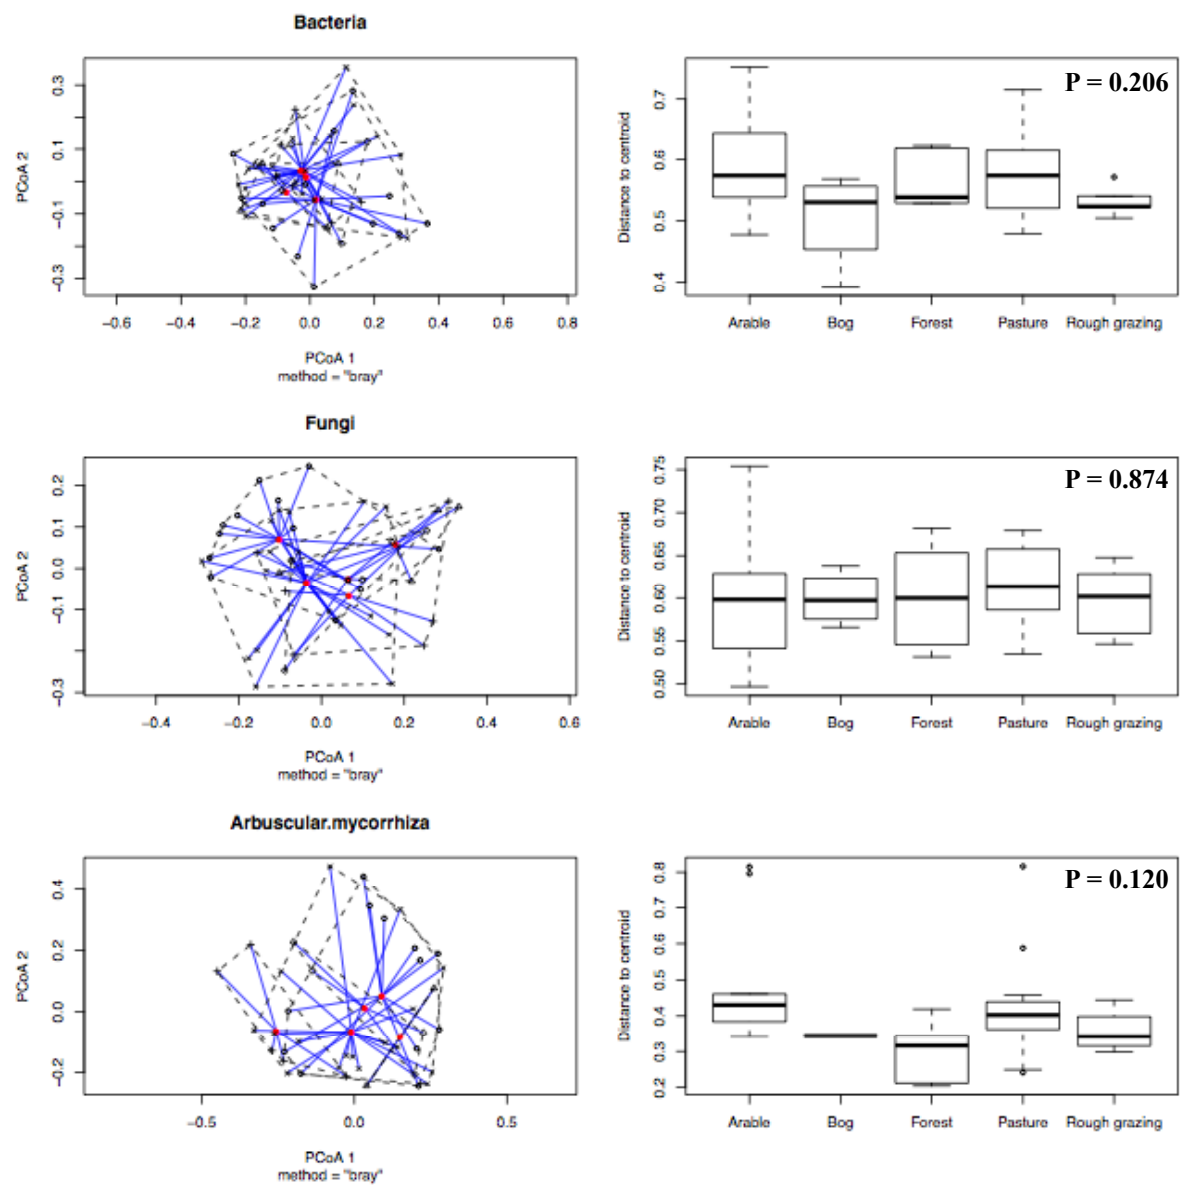 Bacteria
PCoA 2
0.3
0.1
−0.1
−0.3
−0.6 −0.4 −0.2 0.0 0.2 0.4 0.6 0.8
PCoA 1
method = "bray"
P = 0.206
Distance to centroid
0.7
0.6
0.5
0.4
Arable Bog Forest Pasture Rough grazing
Fungi
PCoA 2
0.2
0.1
0.0
−0.1
−0.3
−0.4 −0.2 0.0 0.2 0.4 0.6
PCoA 1
method = "bray"
P = 0.874
Distance to centroid
0.75
0.70
0.65
0.60
0.55
0.50
Arable Bog Forest Pasture Rough grazing
Arbuscular.mycorrhiza
PCoA 2
0.4
0.2
0.0
−0.2
−0.5 0.0 0.5
PCoA 1
method = "bray"
P = 0.120
Distance to centroid
0.8
0.7
0.6
0.5
0.4
0.3
0.2
Arable Bog Forest Pasture Rough grazing